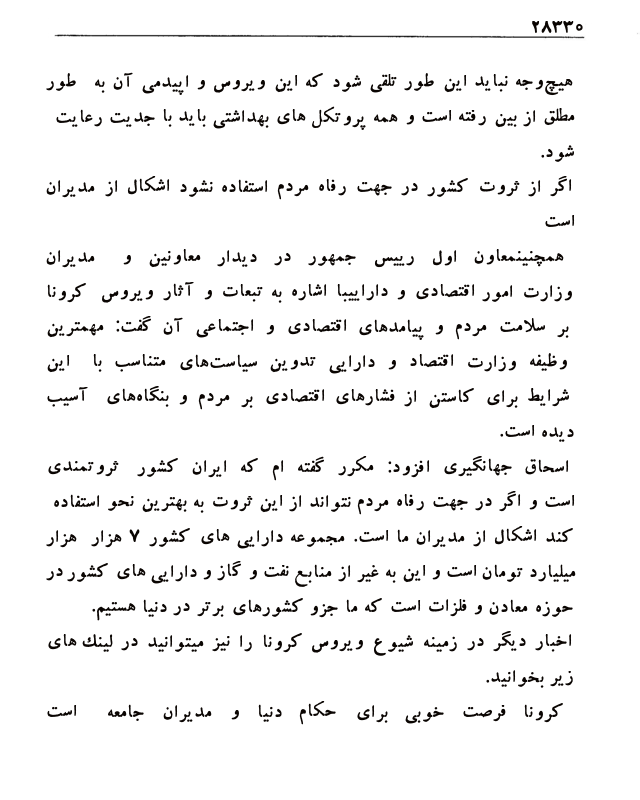 ۲۸۳۳۰
هیچ‌وجه نباید این طور تلقی شود که این ویروس و اپیدمی آن به طور
مطلق از بین رفته است و همه پروتکل های بهداشتی باید با جدیت رعایت
شود.
اگر از ثروت کشور در جهت رفاه مردم استفاده نشود اشکال از مدیران
است
همچنینمعاون اول رییس جمهور در دیدار معاونین و مدیران
وزارت امور اقتصادی و داراییبا اشاره به تبعات و آثار ویروس کرونا
بر سلامت مردم و پیامدهای اقتصادی و اجتماعی آن گفت: مهمترین
وظیفه وزارت اقتصاد و دارایی تدوین سیاست‌های متناسب با این
شرایط برای کاستن از فشارهای اقتصادی بر مردم و بنگاه‌های آسیب
دیده است.
اسحاق جهانگیری افزود: مکرر گفته ام که ایران کشور ثروتمندی
است و اگر در جهت رفاه مردم نتواند از این ثروت به بهترین نحو استفاده
کند اشکال از مدیران ما است. مجموعه دارایی های کشور ۷ هزار هزار
میلیارد تومان است و این به غیر از منابع نفت و گاز و دارایی های کشور در
حوزه معادن و فلزات است که ما جزو کشورهای برتر در دنیا هستیم.
اخبار دیگر در زمینه شیوع ویروس کرونا را نیز میتوانید در لینك های
زیر بخوانید.
کرونا فرصت خوبی برای حکام دنیا و مدیران جامعه است